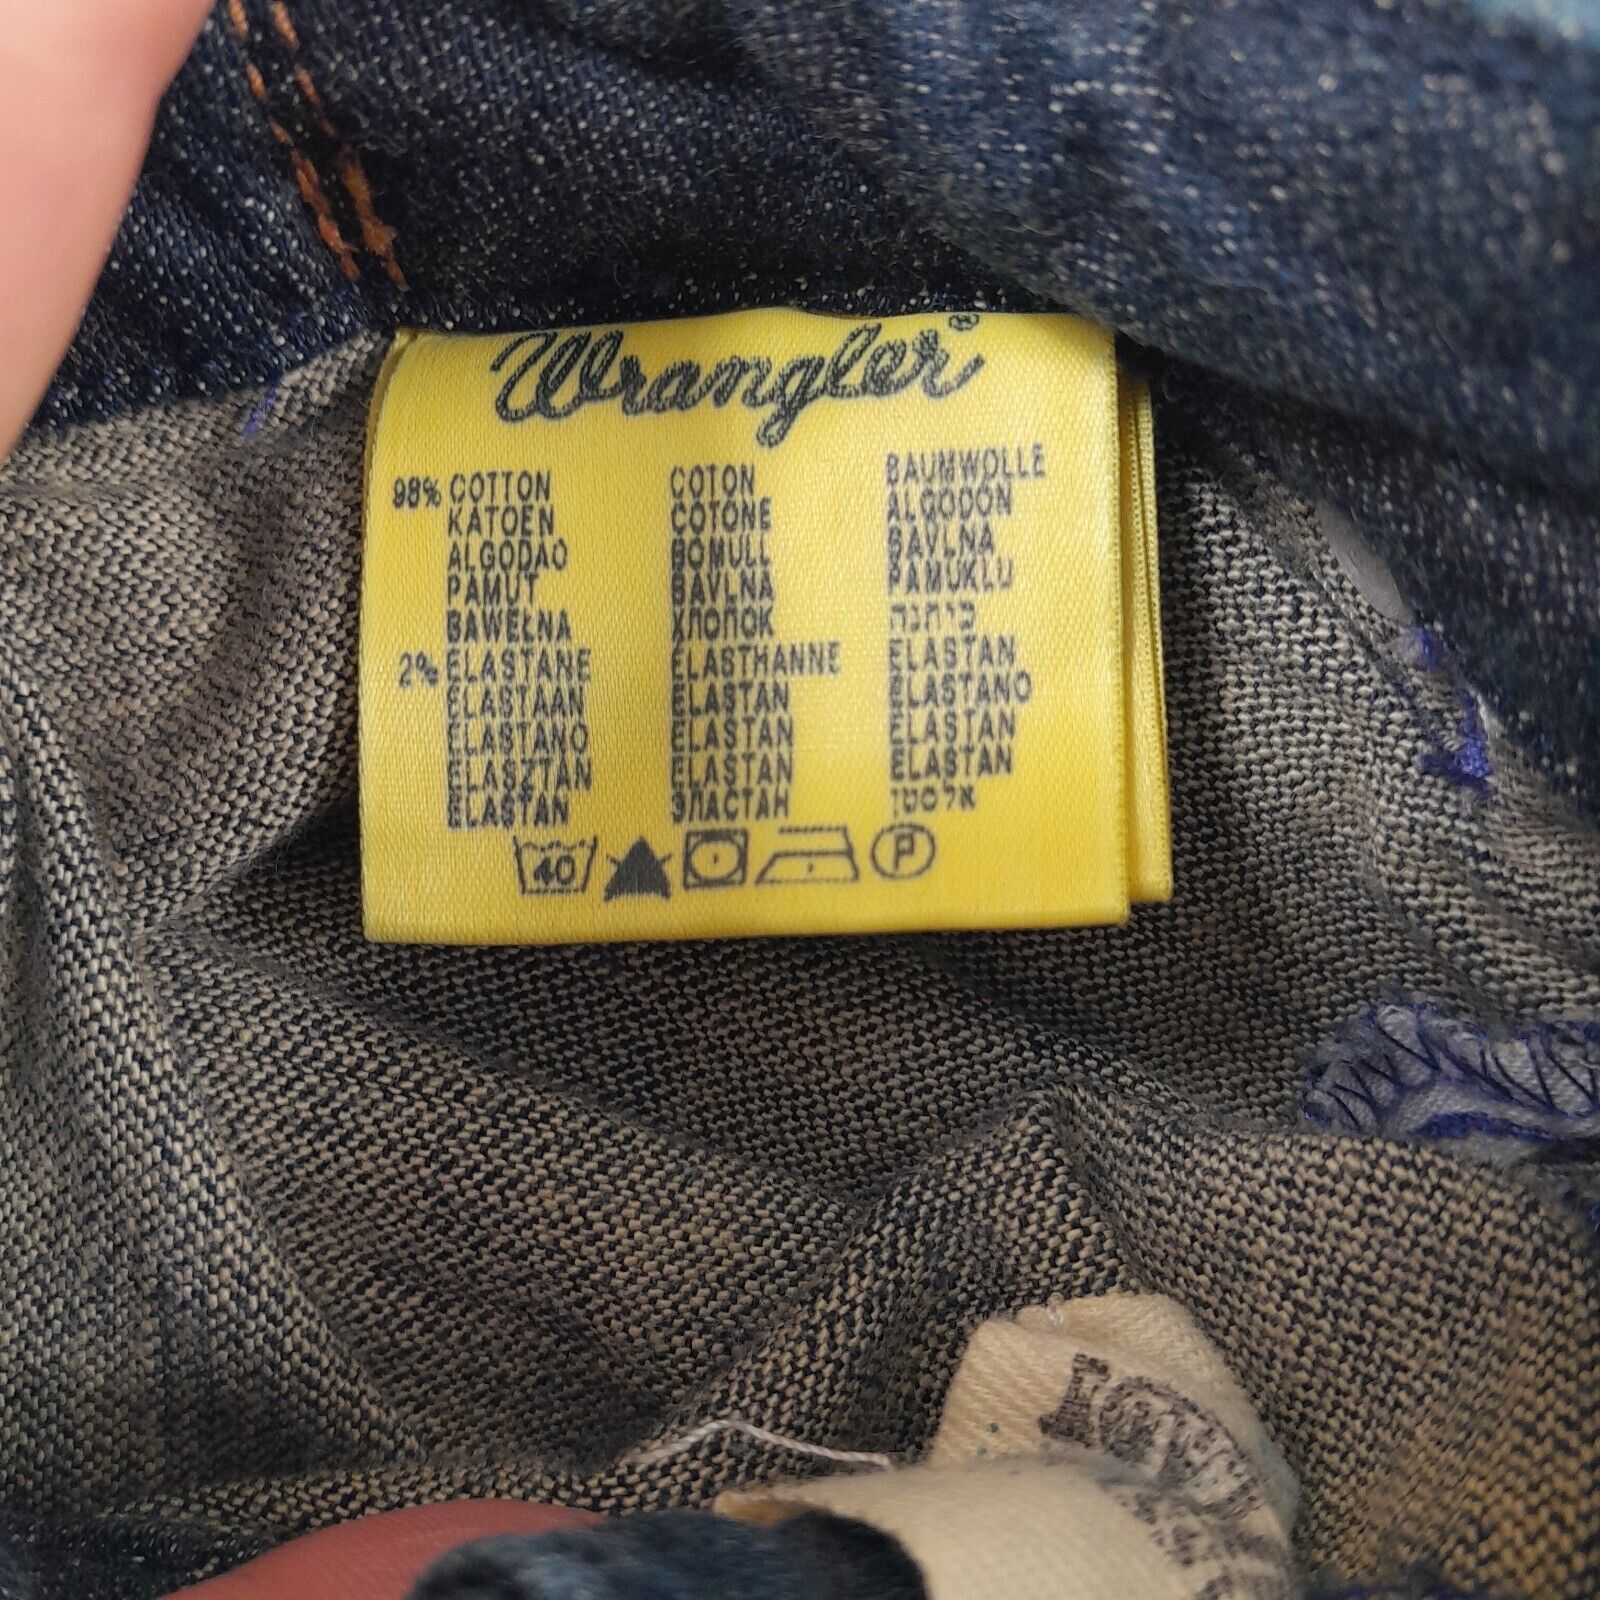 Wrangler®
98% COTTON COTON BAUMWOLLE
KATOEN COTONE ALGODON
ALGODAO BOMULL BAVLNA
PAMUT BAVLNA PAMUKLU
BAWEŁNA ХЛОПОК כותנה
2% ELASTANE ELASTHANNE ELASTAN
ELASTAAN ELASTAN ELASTANO
ELASTANO ELASTAN ELASTAN
ELASZTAN ELASTAN ELASTAN
ELASTAN ЭЛАСТАН אלסטן
40 P